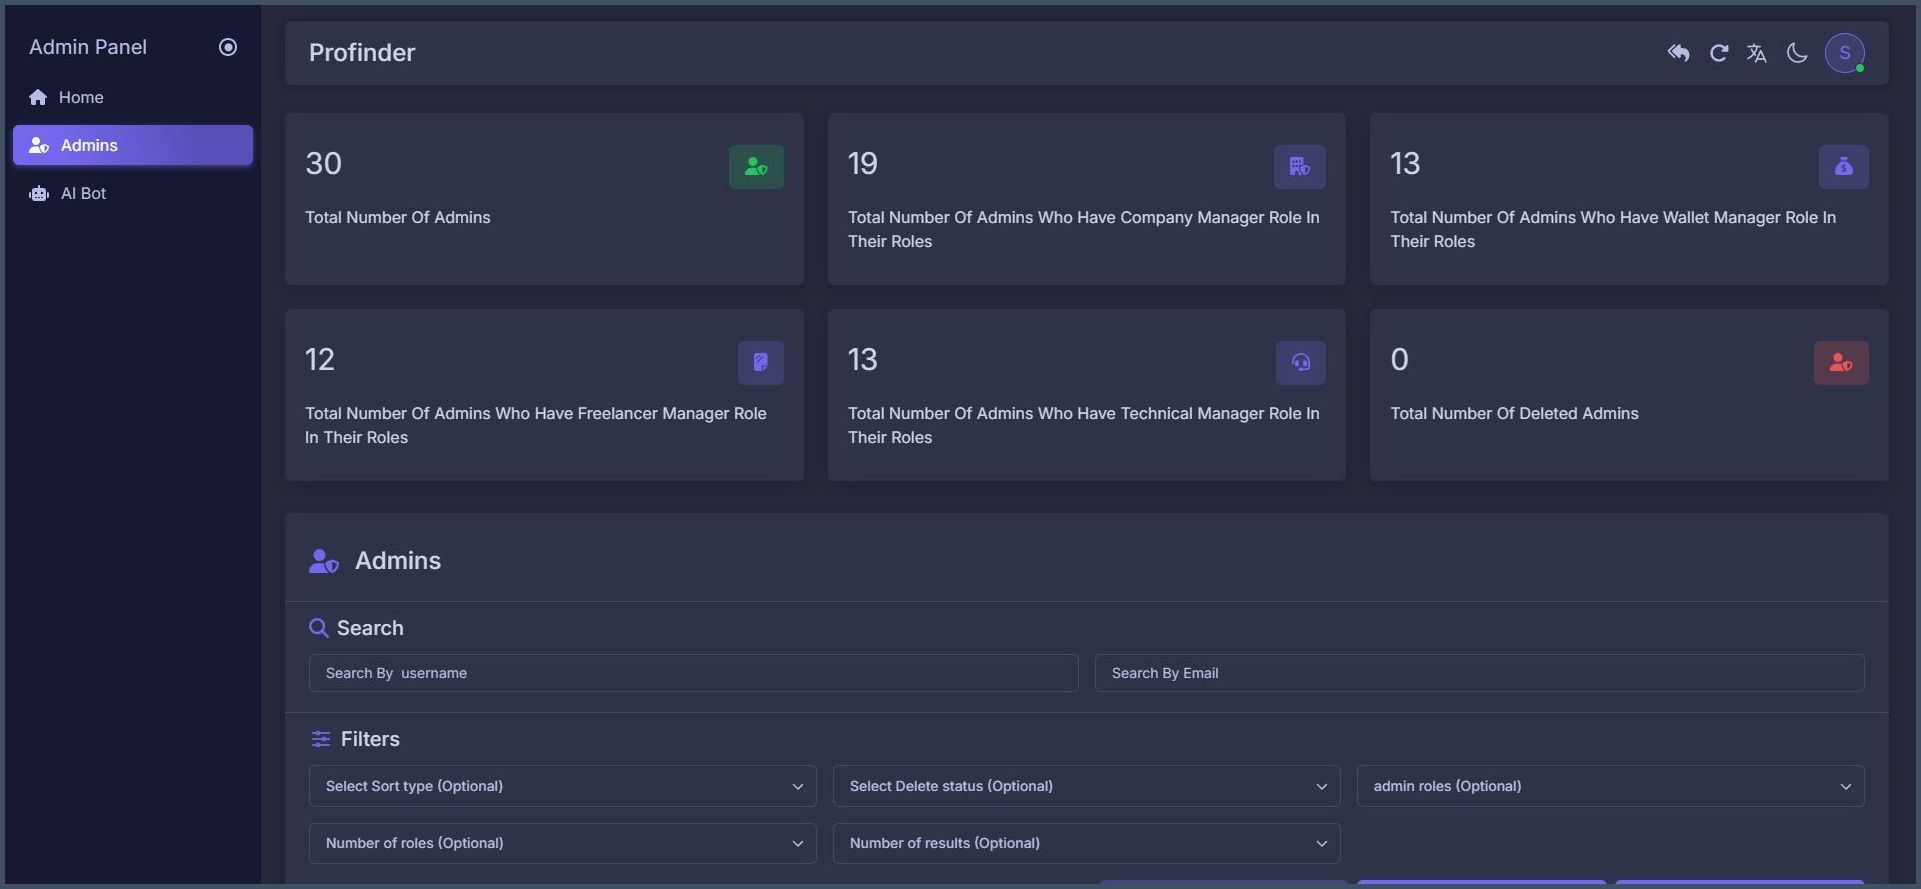 Admin Panel
Home
Admins
AI Bot
Profinder
S
30
Total Number Of Admins
19
Total Number Of Admins Who Have Company Manager Role In
Their Roles
13
Total Number Of Admins Who Have Wallet Manager Role In
Their Roles
12
Total Number Of Admins Who Have Freelancer Manager Role
In Their Roles
13
Total Number Of Admins Who Have Technical Manager Role In
Their Roles
0
Total Number Of Deleted Admins
Admins
Search
Search By  username
Search By Email
Filters
Select Sort type (Optional)
Select Delete status (Optional)
admin roles (Optional)
Number of roles (Optional)
Number of results (Optional)